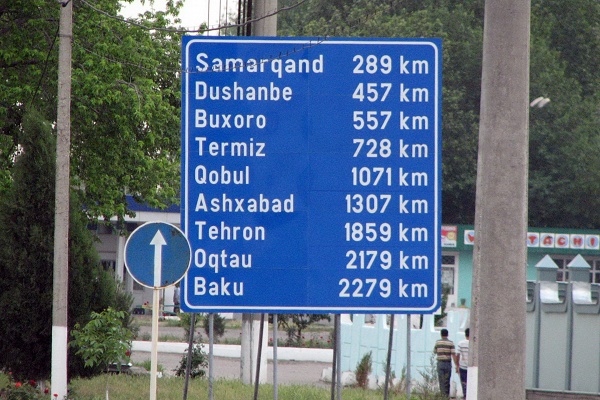 Samarqand 289 km
Dushanbe 457 km
Buxoro 557 km
Termiz 728 km
Qobul 1071 km
Ashxabad 1307 km
Tehron 1859 km
Oqtau 2179 km
Baku 2279 km